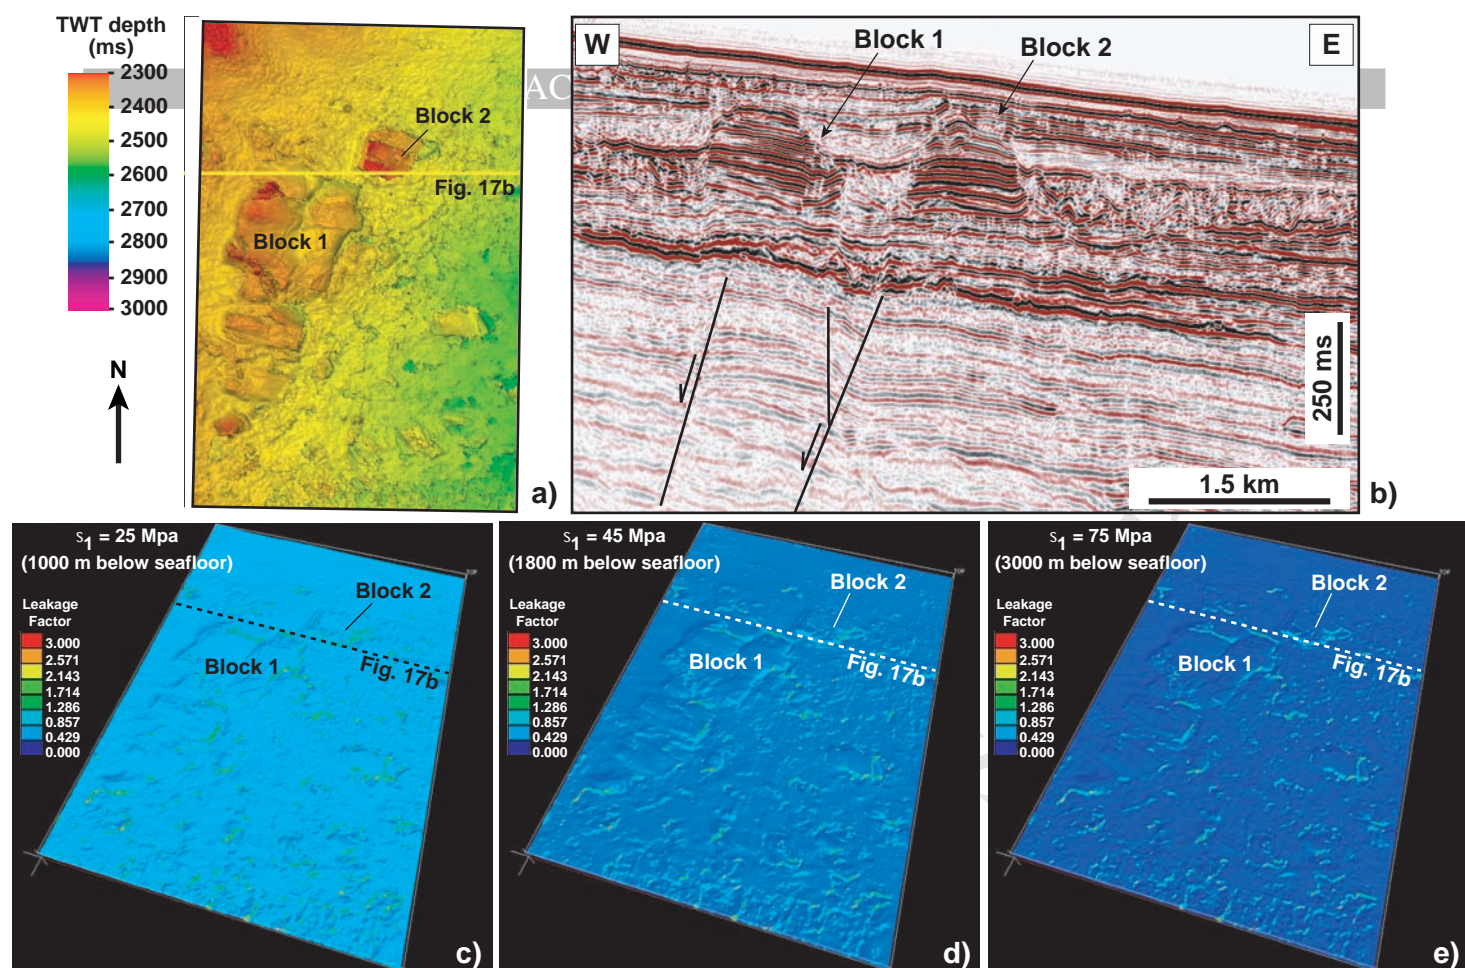 TWT depth
(ms)
2300
2400
2500
2600
2700
2800
2900
3000
N
AC
Block 2
Fig. 17b
Block 1
a)
W
Block 1
Block 2
E
250 ms
1.5 km
b)
s1 = 25 Mpa
(1000 m below seafloor)
Leakage
Factor
3.000
2.571
2.143
1.714
1.286
0.857
0.429
0.000
Block 2
Block 1
Fig. 17b
c)
s1 = 45 Mpa
(1800 m below seafloor)
Leakage
Factor
3.000
2.571
2.143
1.714
1.286
0.857
0.429
0.000
Block 2
Block 1
Fig. 17b
d)
s1 = 75 Mpa
(3000 m below seafloor)
Leakage
Factor
3.000
2.571
2.143
1.714
1.286
0.857
0.429
0.000
Block 2
Block 1
Fig. 17b
e)